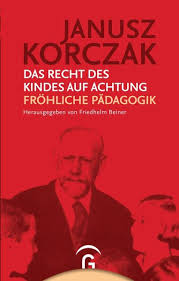 JANUSZ
KORCZAK
DAS RECHT DES
KINDES AUF ACHTUNG
FRÖHLICHE PÄDAGOGIK
Herausgegeben von Friedhelm Beiner
G